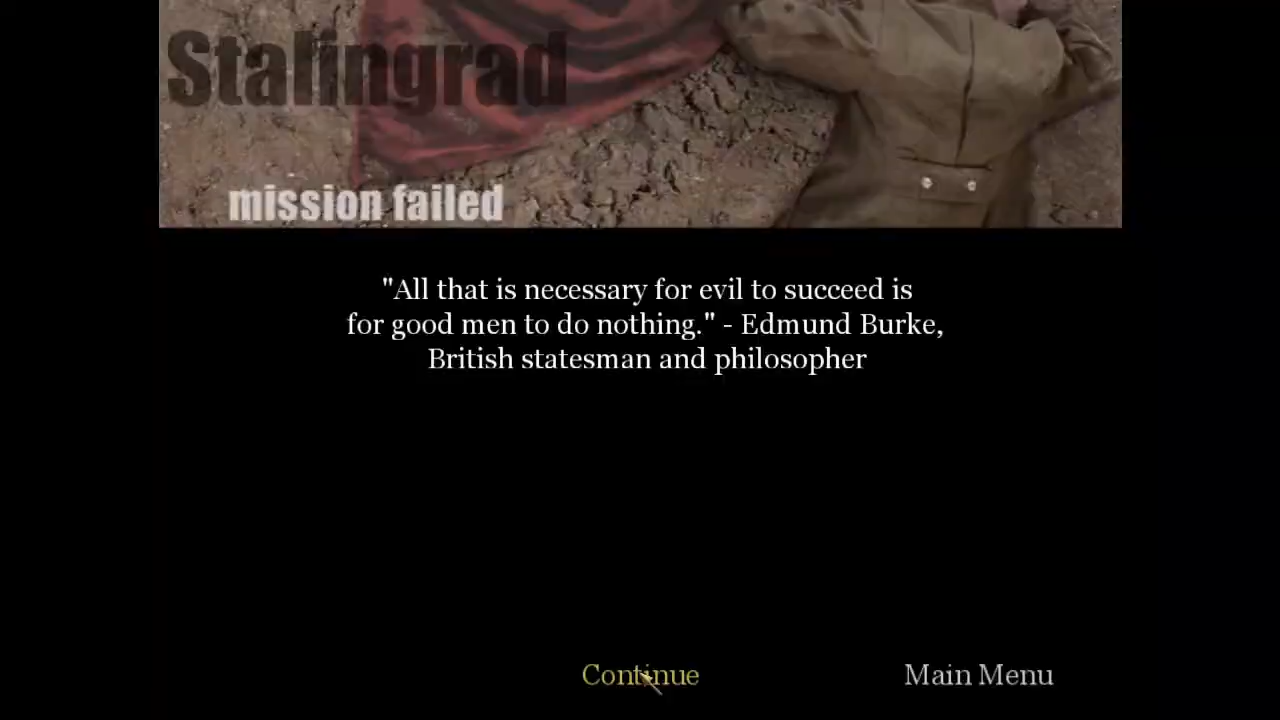 Stalingrad
mission failed
"All that is necessary for evil to succeed is
for good men to do nothing." - Edmund Burke,
British statesman and philosopher
Continue
Main Menu